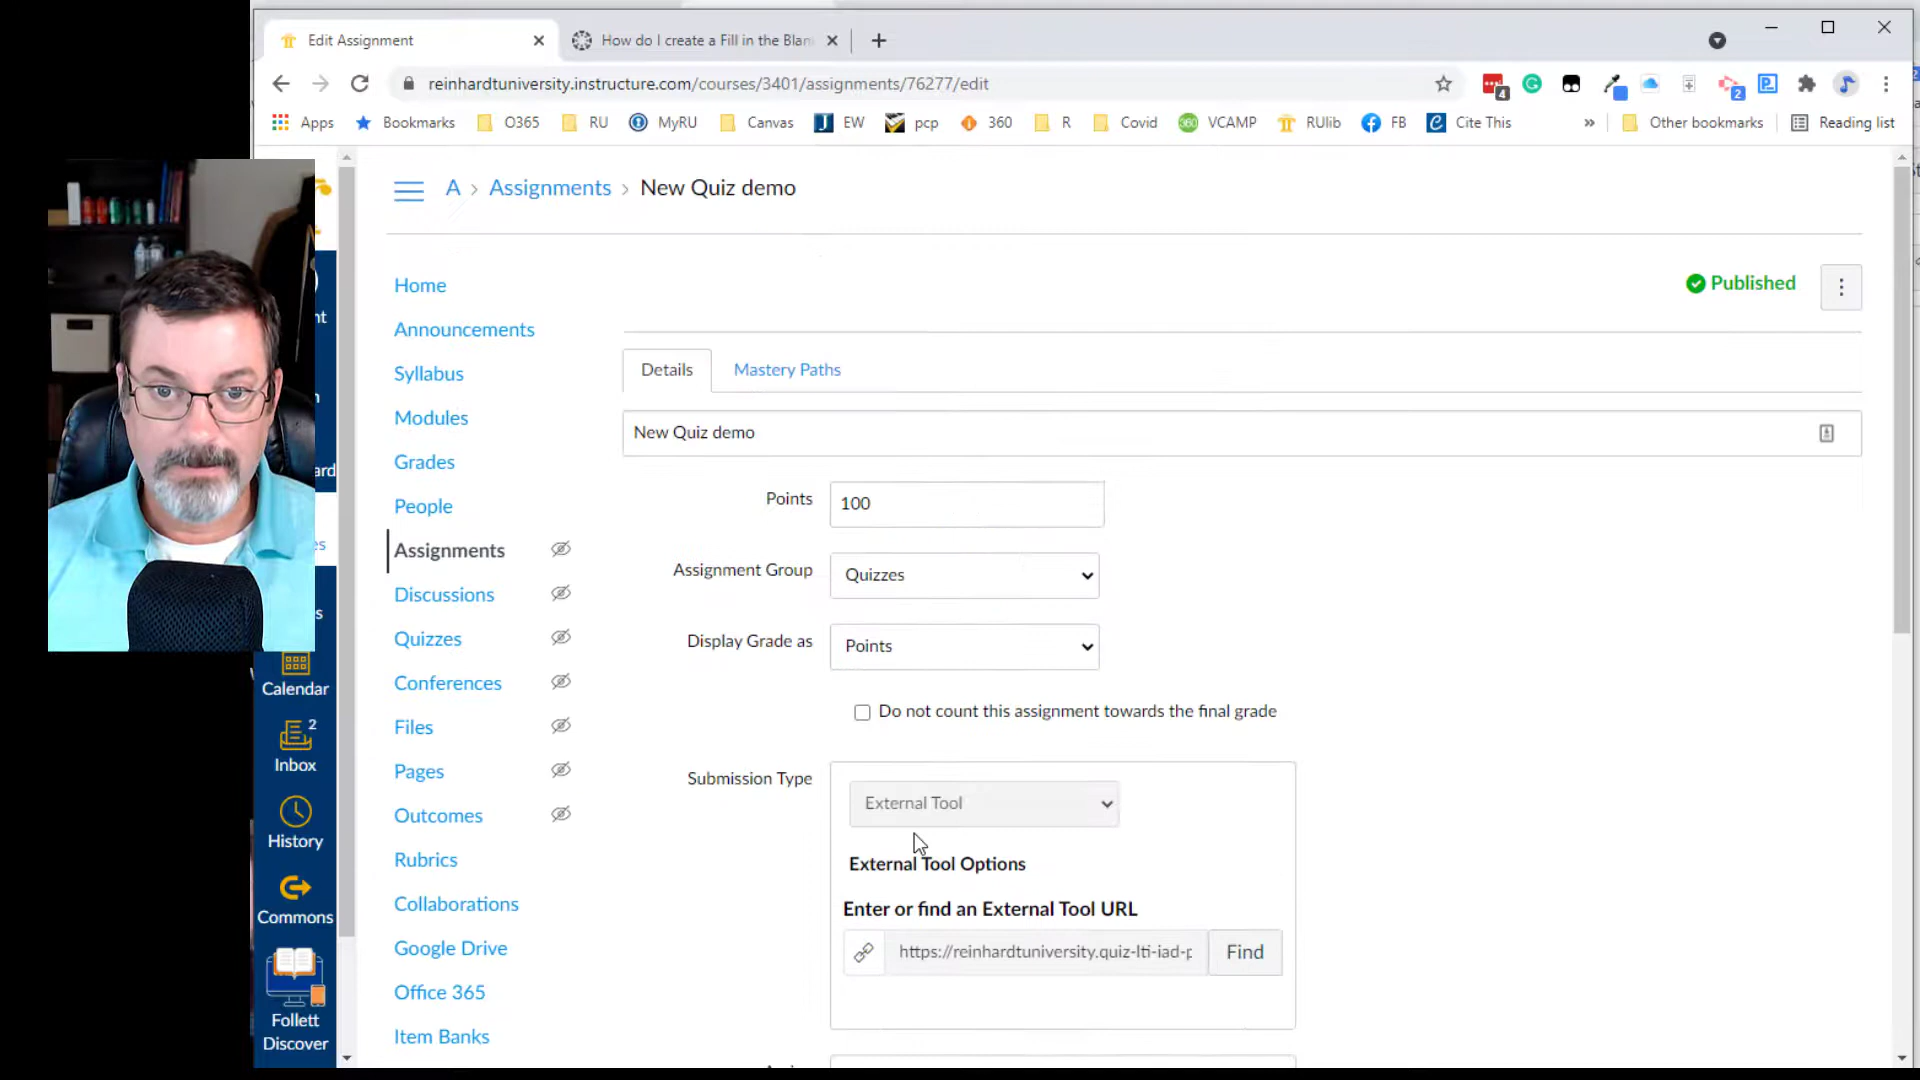 Edit Assignment
How do I create a Fill in the Blan
reinhardtuniversity.instructure.com/courses/3401/assignments/76277/edit
4
2
Apps
Bookmarks
O365
RU
MyRU
Canvas
EW
pcp
360
R
Covid
VCAMP
RUlib
FB
Cite This
»
Other bookmarks
Reading list
A > Assignments > New Quiz demo
Published
Home
Announcements
Syllabus
Modules
Grades
People
Assignments
Discussions
Quizzes
Conferences
Files
Pages
Outcomes
Rubrics
Collaborations
Google Drive
Office 365
Item Banks
Details
Mastery Paths
New Quiz demo
Points
100
Assignment Group
Quizzes
Display Grade as
Points
Do not count this assignment towards the final grade
Submission Type
External Tool
External Tool Options
Enter or find an External Tool URL
https://reinhardtuniversity.quiz-lti-iad-p
Find
Calendar
2
Inbox
History
Commons
Follett
Discover